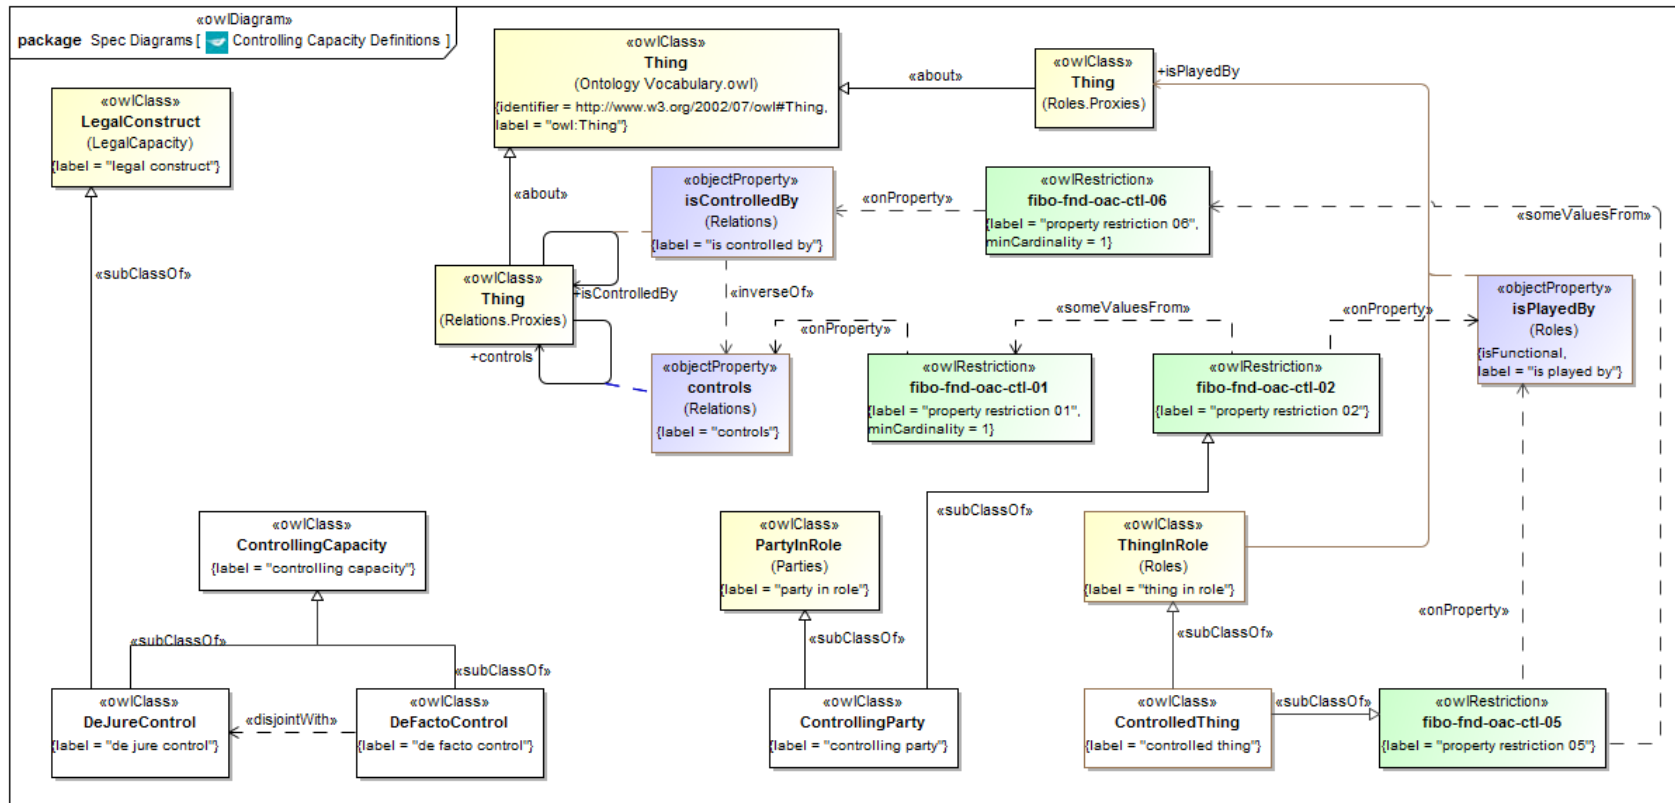 «owlDiagram»
package Spec Diagrams [ Controlling Capacity Definitions ]
«owlClass»
Thing
(Ontology Vocabulary.owl)
{identifier = http://www.w3.org/2002/07/owl#Thing,
label = "owl:Thing"}
«about»
«owlClass»
Thing
(Roles.Proxies)
+isPlayedBy
«owlClass»
LegalConstruct
(LegalCapacity)
{label = "legal construct"}
«about»
«objectProperty»
isControlledBy
(Relations)
{label = "is controlled by"}
«onProperty»
«owlRestriction»
fibo-fnd-oac-ctl-06
{label = "property restriction 06",
minCardinality = 1}
«someValuesFrom»
«subClassOf»
«owlClass»
Thing
(Relations.Proxies)
+isControlledBy
+controls
«inverseOf»
«onProperty»
«someValuesFrom»
«onProperty»
«objectProperty»
isPlayedBy
(Roles)
{isFunctional,
label = "is played by"}
«objectProperty»
controls
(Relations)
{label = "controls"}
«owlRestriction»
fibo-fnd-oac-ctl-01
{label = "property restriction 01",
minCardinality = 1}
«owlRestriction»
fibo-fnd-oac-ctl-02
{label = "property restriction 02"}
«owlClass»
ControllingCapacity
{label = "controlling capacity"}
«owlClass»
PartyInRole
(Parties)
{label = "party in role"}
«subClassOf»
«owlClass»
ThingInRole
(Roles)
{label = "thing in role"}
«onProperty»
«subClassOf»
«subClassOf»
«subClassOf»
«subClassOf»
«owlClass»
DeJureControl
{label = "de jure control"}
«disjointWith»
«owlClass»
DeFactoControl
{label = "de facto control"}
«owlClass»
ControllingParty
{label = "controlling party"}
«owlClass»
ControlledThing
{label = "controlled thing"}
«subClassOf»
«owlRestriction»
fibo-fnd-oac-ctl-05
{label = "property restriction 05"}